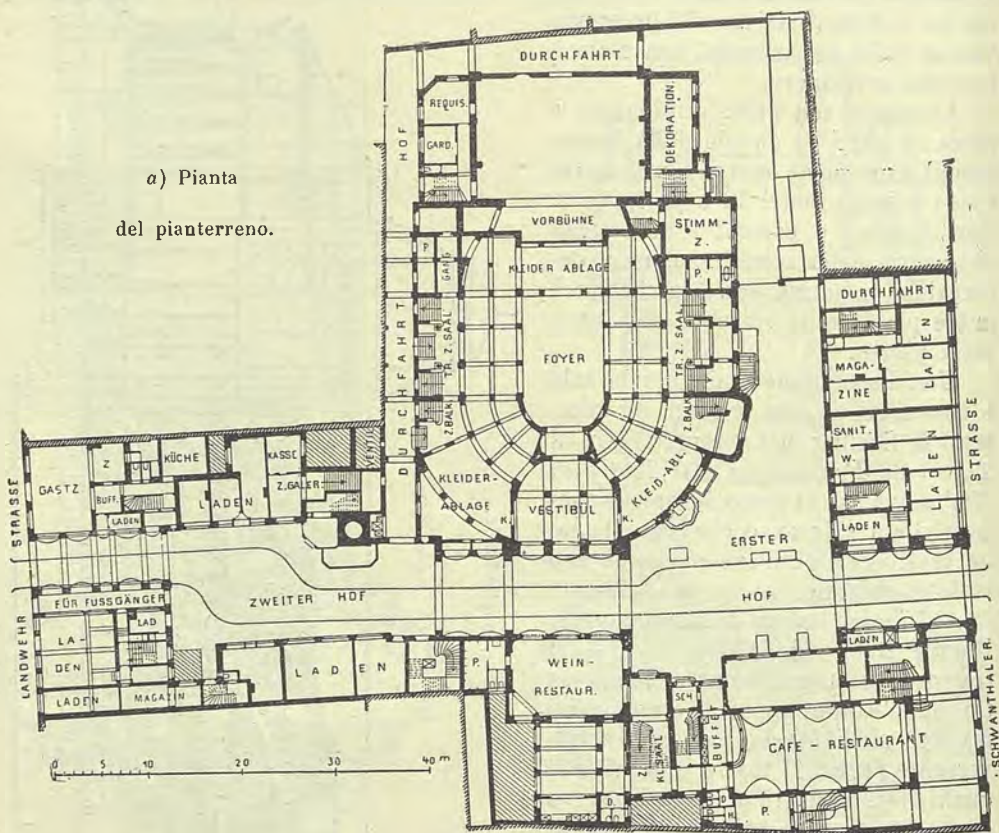 a) Pianta
del pianterreno.
DURCHFAHRT.
HOF
REQUIS.
GARD.
DEKORATION.
VORBÜHNE
STIMM-
Z.
P.
GANG
KLEIDER ABLAGE
P.
DURCHFAHRT
TR. Z. SAAL
Z. BALK.
FOYER
TR. Z. SAAL
Z. BALK.
DURCHFAHRT
LADEN
MAGA-
ZINE
SANIT.
W.
LADEN
LADEN
STRASSE
KLEIDER-
ABLAGE
K.
VESTIBÜL
K.
KLEID-ABL.
STRASSE
GASTZ.
Z
KÜCHE
BUFF.
LADEN
LADEN
KASSE
Z. GALER.
VENTIL
ERSTER
HOF
ZWEITER HOF
FÜR FUSSGÄNGER
LANDWEHR
LA-
DEN
LAD
LADEN
MAGAZIN
LADEN
P.
WEIN-
RESTAUR.
SCH
Z.
KL. SAAL
BUFFET
LADEN
CAFE - RESTAURANT
D.
D
H.
P.
SCHWANTHALER.
0 5 10 20 30 40 m